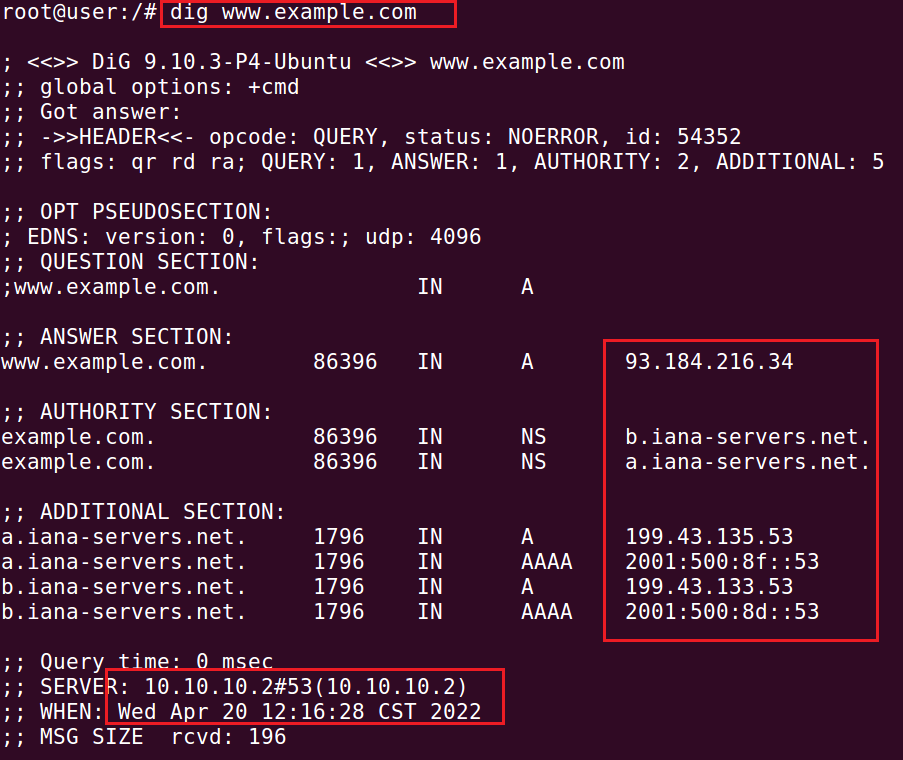 root@user:/# dig www.example.com
; <<>> DiG 9.10.3-P4-Ubuntu <<>> www.example.com
;; global options: +cmd
;; Got answer:
;; ->>HEADER<<- opcode: QUERY, status: NOERROR, id: 54352
;; flags: qr rd ra; QUERY: 1, ANSWER: 1, AUTHORITY: 2, ADDITIONAL: 5
;; OPT PSEUDOSECTION:
; EDNS: version: 0, flags:; udp: 4096
;; QUESTION SECTION:
;www.example.com. IN A
;; ANSWER SECTION:
www.example.com. 86396 IN A 93.184.216.34
;; AUTHORITY SECTION:
example.com. 86396 IN NS b.iana-servers.net.
example.com. 86396 IN NS a.iana-servers.net.
;; ADDITIONAL SECTION:
a.iana-servers.net. 1796 IN A 199.43.135.53
a.iana-servers.net. 1796 IN AAAA 2001:500:8f::53
b.iana-servers.net. 1796 IN A 199.43.133.53
b.iana-servers.net. 1796 IN AAAA 2001:500:8d::53
;; Query time: 0 msec
;; SERVER: 10.10.10.2#53(10.10.10.2)
;; WHEN: Wed Apr 20 12:16:28 CST 2022
;; MSG SIZE rcvd: 196